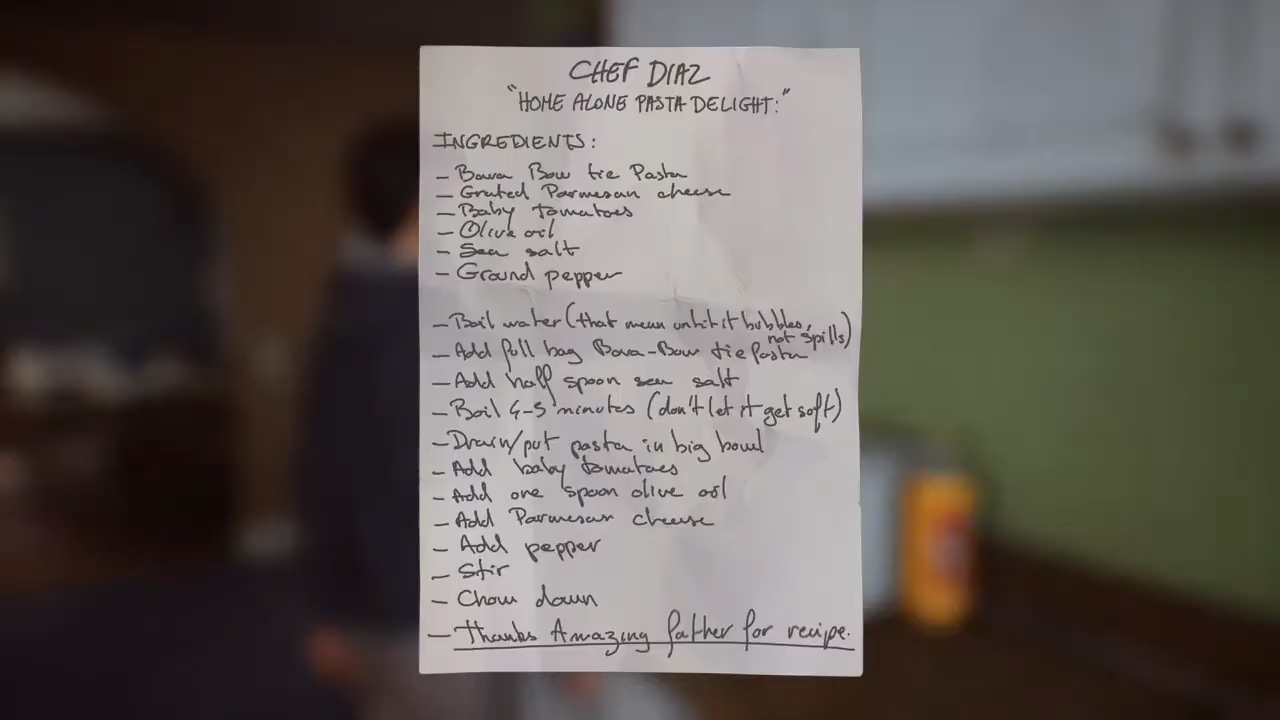 CHEF DIAZ
"HOME ALONE PASTA DELIGHT:"
INGREDIENTS:
- Bowa Bow tie Pasta
- Grated Parmesan cheese
- Baby tomatoes
- Olive oil
- Sea salt
- Ground pepper
- Boil water (that mean until it bubbles, not spills)
- Add full bag Bowa-Bow tie Pasta
- Add half spoon sea salt
- Boil 4-5 minutes (don't let it get soft)
- Drain/put pasta in big bowl
- Add baby tomatoes
- Add one spoon olive oil
- Add Parmesan cheese
- Add pepper
- Stir
- Chow down
- Thanks Amazing father for recipe.